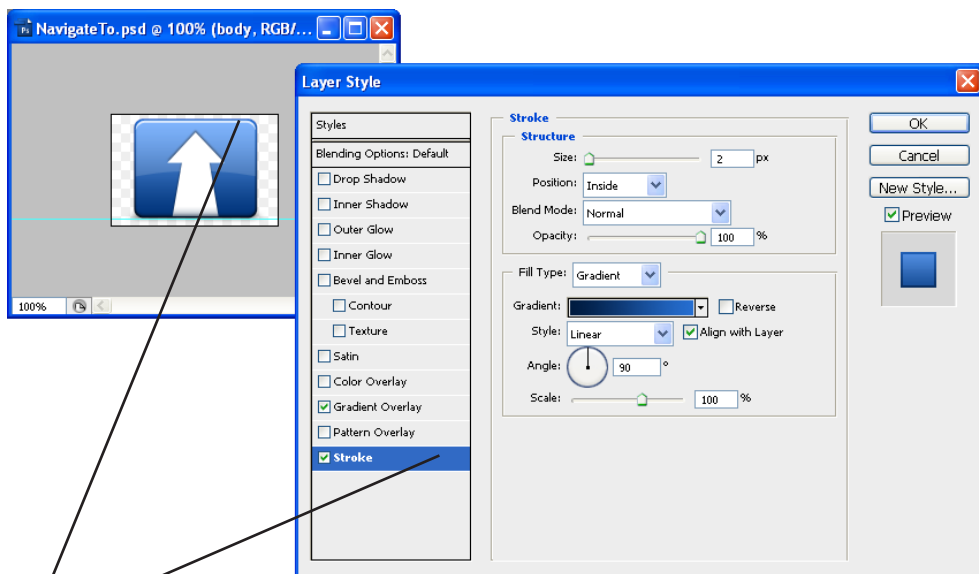 Ps NavigateTo.psd @ 100% (body, RGB/...
100%
Layer Style
Styles
Blending Options: Default
Drop Shadow
Inner Shadow
Outer Glow
Inner Glow
Bevel and Emboss
Contour
Texture
Satin
Color Overlay
Gradient Overlay
Pattern Overlay
Stroke
Stroke
Structure
Size: 2 px
Position: Inside
Blend Mode: Normal
Opacity: 100 %
Fill Type: Gradient
Gradient: Reverse
Style: Linear Align with Layer
Angle: 90 °
Scale: 100 %
OK
Cancel
New Style...
Preview